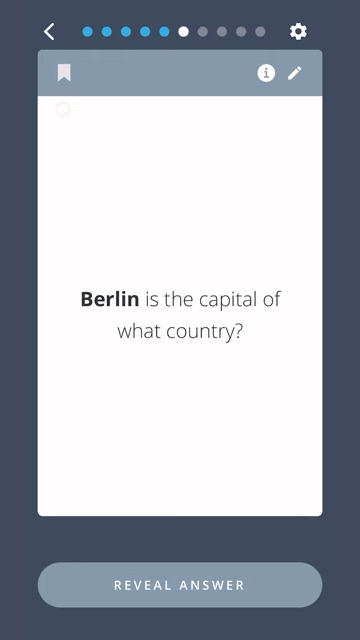 Q
Berlin is the capital of
what country?
REVEAL ANSWER